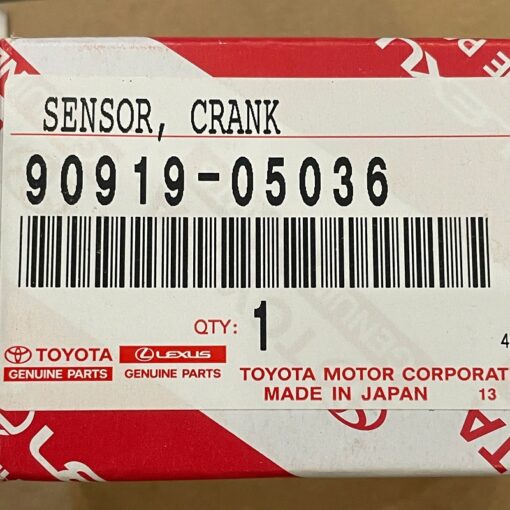 SENSOR, CRANK
90919-05036
QTY: 1
4
TOYOTA
GENUINE PARTS
LEXUS
GENUINE PARTS
TOYOTA MOTOR CORPORAT
MADE IN JAPAN 13